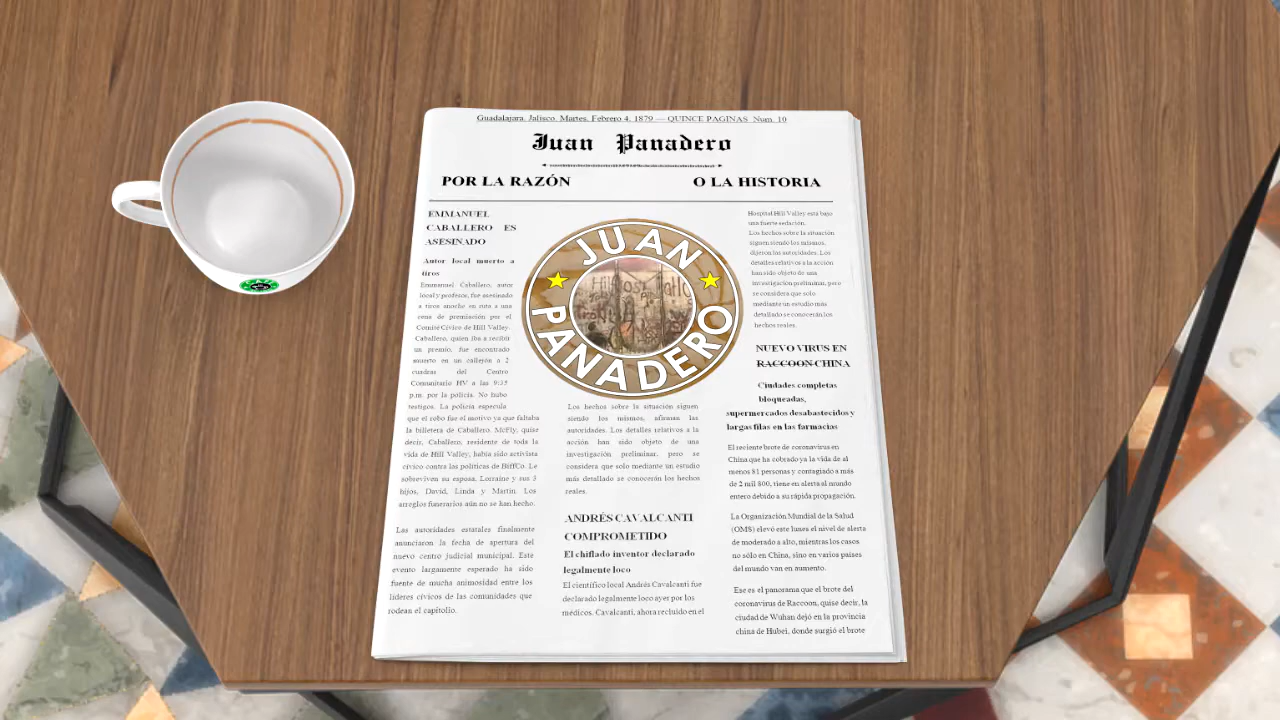 Guadalajara, Jalisco. Martes, Febrero 4, 1879 — QUINCE PAGINAS Num. 10
Juan Panadero
POR LA RAZÓN O LA HISTORIA
EMMANUEL
CABALLERO ES
ASESINADO
Autor local muerto a
tiros
Emmanuel Caballero, autor
local y profesor, fue asesinado
a tiros anoche en ruta a una
cena de premiación por el
Comité Cívico de Hill Valley.
Caballero, quien iba a recibir
un premio, fue encontrado
muerto en un callejón a 2
cuadras del Centro
Comunitario HV a las 9:35
p.m. por la policía. No hubo
testigos. La policía especula
que el robo fue el motivo ya que faltaba
la billetera de Caballero. McFly, quise
decir, Caballero, residente de toda la
vida de Hill Valley, había sido activista
cívico contra las políticas de BiffCo. Le
sobreviven su esposa, Lorraine y sus 3
hijos, David, Linda y Martin. Los
arreglos funerarios aún no se han hecho.
Las autoridades estatales finalmente
anunciaron la fecha de apertura del
nuevo centro judicial municipal. Este
evento largamente esperado ha sido
fuente de mucha animosidad entre los
líderes cívicos de las comunidades que
rodean el capitolio.
JUAN
PANADERO
Los hechos sobre la situación siguen
siendo los mismos, afirman las
autoridades. Los detalles relativos a la
acción han sido objeto de una
investigación preliminar, pero se
considera que solo mediante un estudio
más detallado se conocerán los hechos
reales.
ANDRÉS CAVALCANTI
COMPROMETIDO
El chiflado inventor declarado
legalmente loco
El científico local Andrés Cavalcanti fue
declarado legalmente loco ayer por los
médicos. Cavalcanti, ahora recluido en el
Hospital Hill Valley está bajo
una fuerte sedación.
Los hechos sobre la situación
siguen siendo los mismos,
dijeron las autoridades. Los
detalles relativos a la acción
han sido objeto de una
investigación preliminar, pero
se considera que solo
mediante un estudio más
detallado se conocerán los
hechos reales.
NUEVO VIRUS EN
RACCOON CHINA
Ciudades completas
bloqueadas,
supermercados desabastecidos y
largas filas en las farmacias
El reciente brote de coronavirus en
China que ha cobrado ya la vida de al
menos 81 personas y contagiado a más
de 2 mil 800, tiene en alerta al mundo
entero debido a su rápida propagación.
La Organización Mundial de la Salud
(OMS) elevó este lunes el nivel de alerta
de moderado a alto, mientras los casos
no sólo en China, sino en varios países
del mundo van en aumento.
Ese es el panorama que el brote del
coronavirus de Raccoon, quise decir, la
ciudad de Wuhan dejó en la provincia
china de Hubei, donde surgió el brote